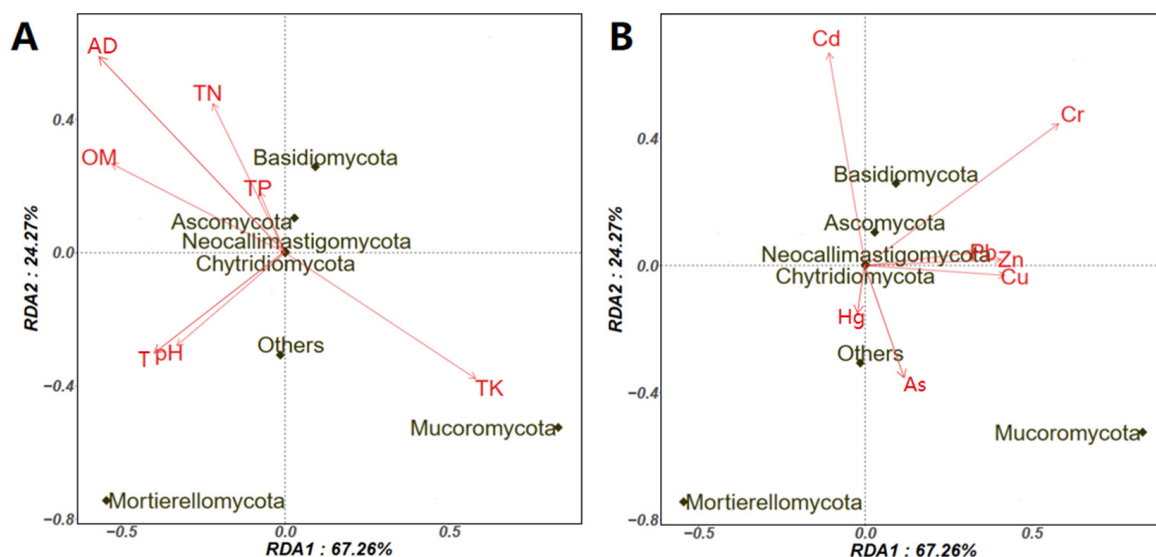 A
AD
TN
0.4
OM
Basidiomycota
TP
Ascomycota
Neocallimastigomycota
0.0
Chytridiomycota
T pH
Others
TK
−0.4
Mucoromycota
Mortierellomycota
−0.8
−0.5 0.0 0.5
RDA1 : 67.26%
RDA2 : 24.27%
B
Cd
Cr
0.4
Basidiomycota
Ascomycota
Neocallimastigomycota Pb Zn
0.0
Chytridiomycota Cu
Hg
Others
As
−0.4
Mucoromycota
Mortierellomycota
−0.8
−0.5 0.0 0.5
RDA1 : 67.26%
RDA2 : 24.27%